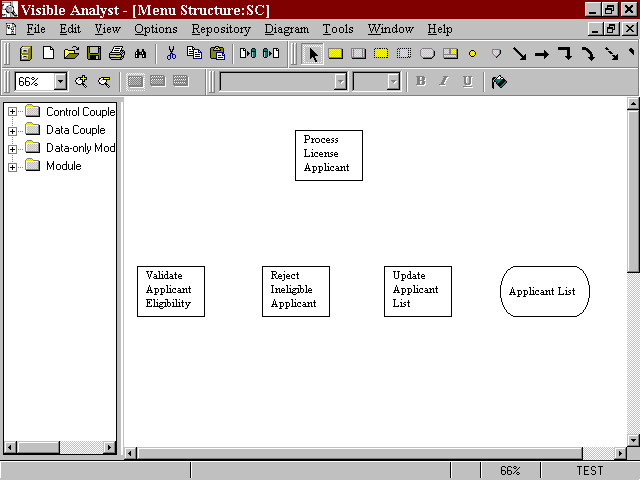 Visible Analyst - [Menu Structure:SC]
File Edit View Options Repository Diagram Tools Window Help
66% B I U
Control Couple
Data Couple
Data-only Mod
Module
Process
License
Applicant
Validate
Applicant
Eligibility
Reject
Ineligible
Applicant
Update
Applicant
List
Applicant List
66% TEST